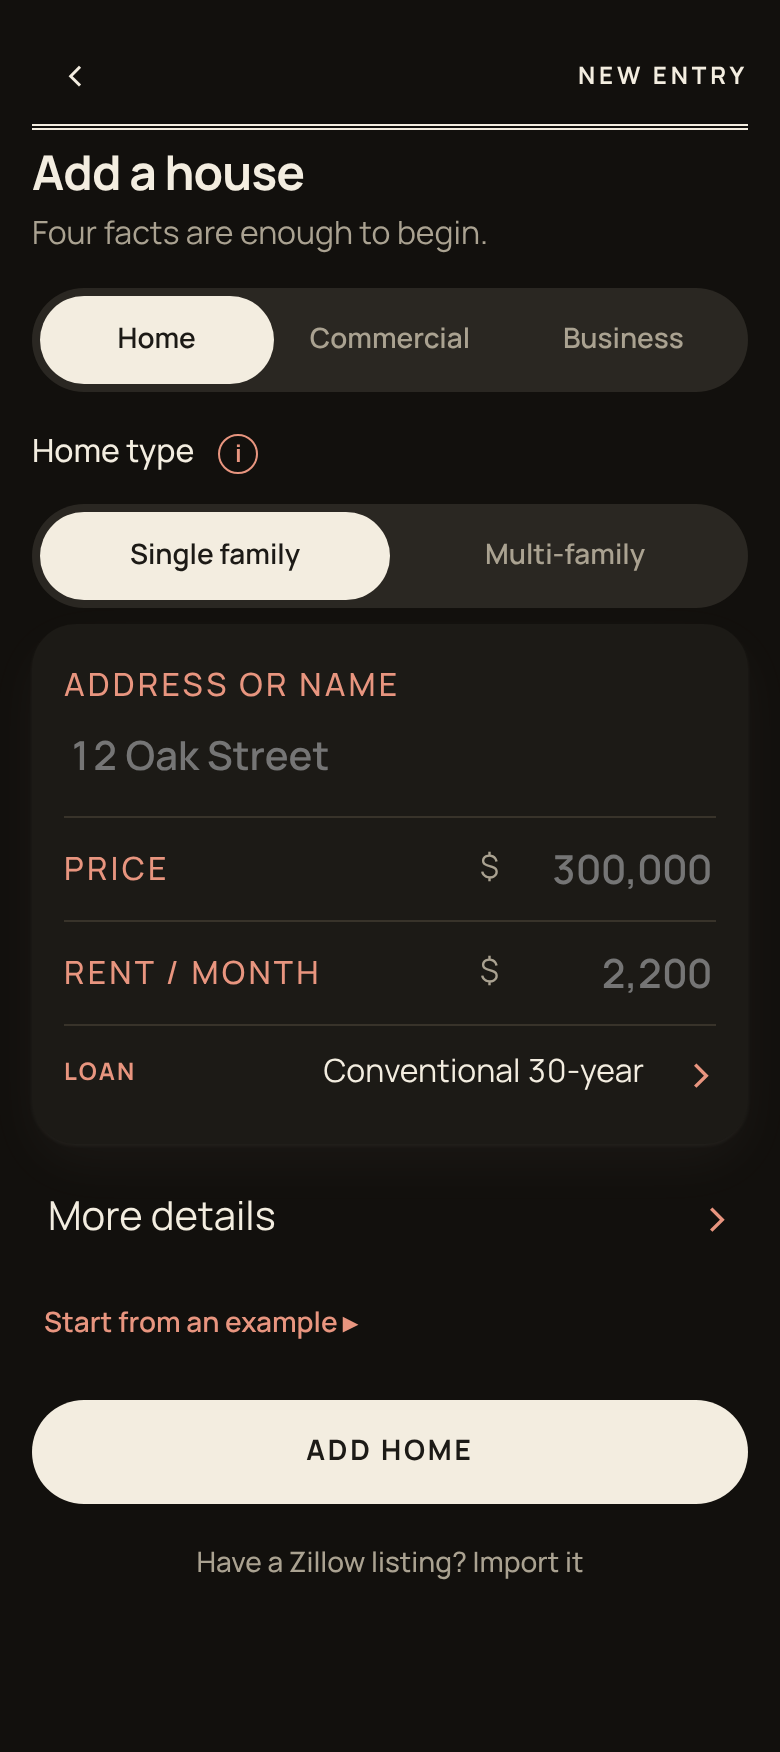 NEW ENTRY
Add a house
Four facts are enough to begin.
Home Commercial Business
Home type i
Single family Multi-family
ADDRESS OR NAME
12 Oak Street
PRICE $ 300,000
RENT / MONTH $ 2,200
LOAN Conventional 30-year
More details
Start from an example ▸
ADD HOME
Have a Zillow listing? Import it